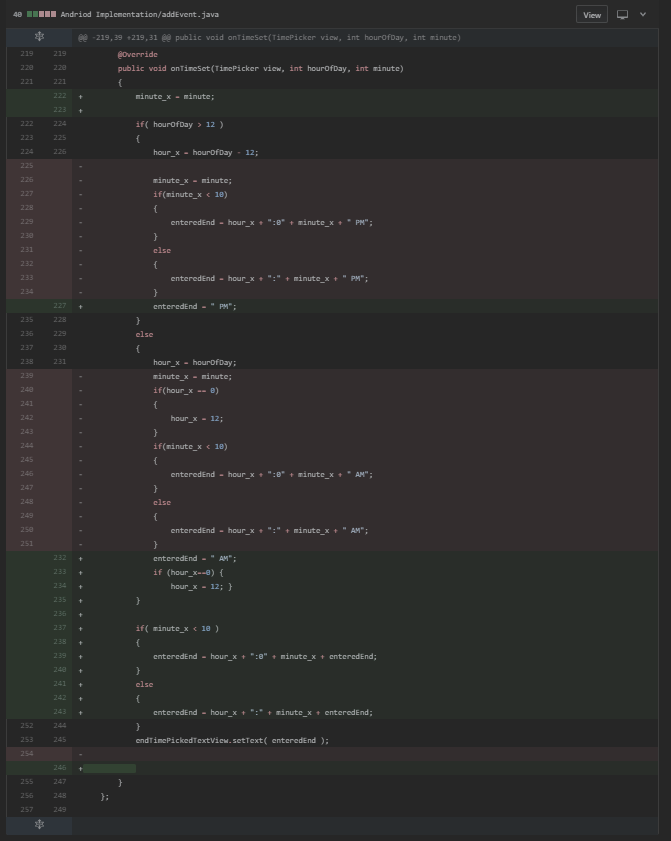 40 Andriod Implementation/addEvent.java View
@@ -219,39 +219,31 @@ public void onTimeSet(TimePicker view, int hourOfDay, int minute)
219 219 @Override
220 220 public void onTimeSet(TimePicker view, int hourOfDay, int minute)
221 221 {
222 + minute_x = minute;
223 +
222 224 if( hourOfDay > 12 )
223 225 {
224 226 hour_x = hourOfDay - 12;
225 -
226 - minute_x = minute;
227 - if(minute_x < 10)
228 - {
229 - enteredEnd = hour_x + ":0" + minute_x + " PM";
230 - }
231 - else
232 - {
233 - enteredEnd = hour_x + ":" + minute_x + " PM";
234 - }
227 + enteredEnd = " PM";
235 228 }
236 229 else
237 230 {
238 231 hour_x = hourOfDay;
239 - minute_x = minute;
240 - if(hour_x == 0)
241 - {
242 - hour_x = 12;
243 - }
244 - if(minute_x < 10)
245 - {
246 - enteredEnd = hour_x + ":0" + minute_x + " AM";
247 - }
248 - else
249 - {
250 - enteredEnd = hour_x + ":" + minute_x + " AM";
251 - }
232 + enteredEnd = " AM";
233 + if (hour_x==0) {
234 + hour_x = 12; }
235 + }
236 +
237 + if( minute_x < 10 )
238 + {
239 + enteredEnd = hour_x + ":0" + minute_x + enteredEnd;
240 + }
241 + else
242 + {
243 + enteredEnd = hour_x + ":" + minute_x + enteredEnd;
252 244 }
253 245 endTimePickedTextView.setText( enteredEnd );
254 -
246 +
255 247 }
256 248 };
257 249